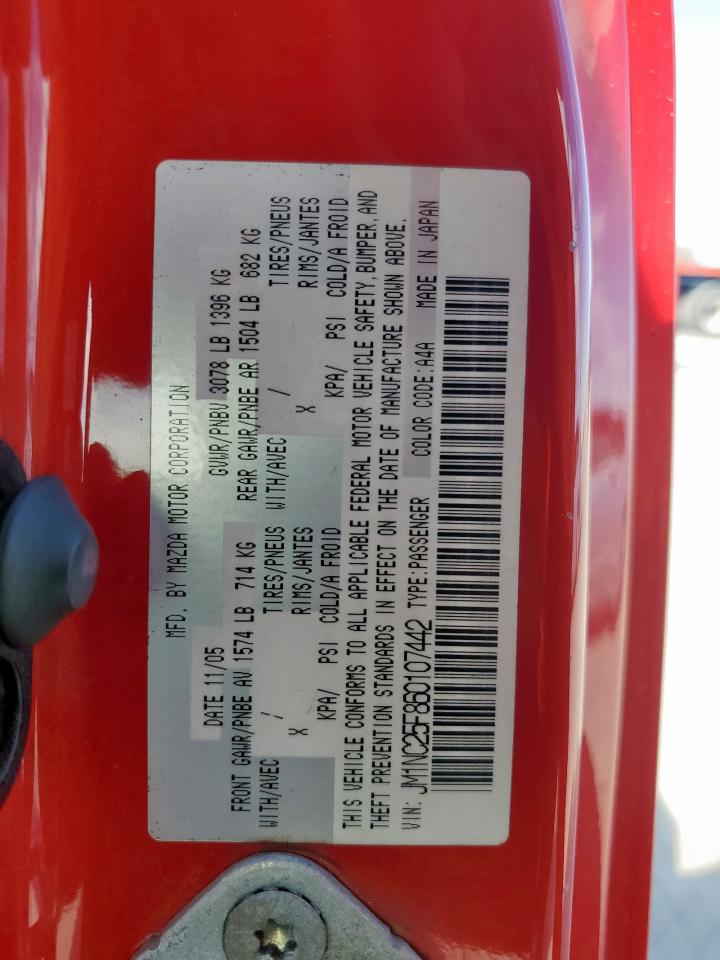 MFD. BY MAZDA MOTOR CORPORATION
DATE 11/05 GVWR/PNBV 3078 LB 1396 KG
FRONT GAWR/PNBE AV 1574 LB 714 KG REAR GAWR/PNBE AR 1504 LB 682 KG
WITH/AVEC / TIRES/PNEUS WITH/AVEC / TIRES/PNEUS
X RIMS/JANTES X RIMS/JANTES
KPA/ PSI COLD/A FROID KPA/ PSI COLD/A FROID
THIS VEHICLE CONFORMS TO ALL APPLICABLE FEDERAL MOTOR VEHICLE SAFETY, BUMPER, AND
THEFT PREVENTION STANDARDS IN EFFECT ON THE DATE OF MANUFACTURE SHOWN ABOVE.
VIN: JM1NC25F860107442 TYPE:PASSENGER COLOR CODE:A4A MADE IN JAPAN